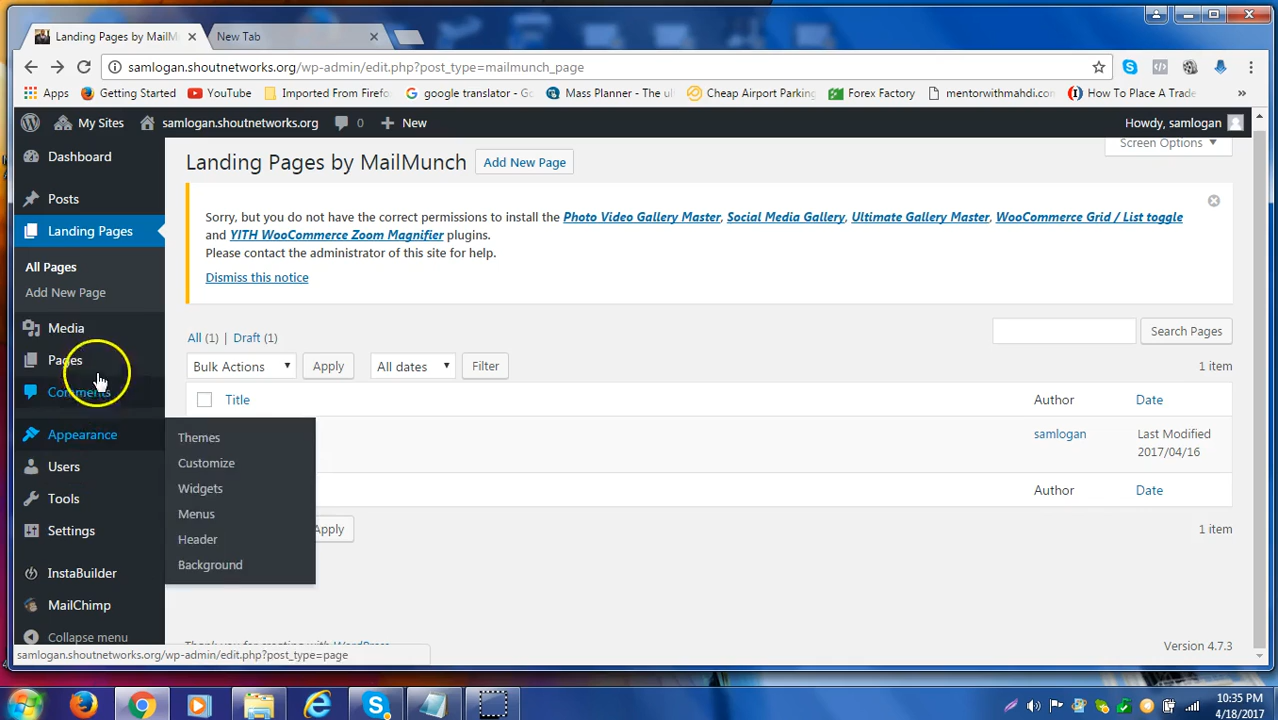 Landing Pages by MailM
New Tab
samlogan.shoutnetworks.org/wp-admin/edit.php?post_type=mailmunch_page
Apps
Getting Started
YouTube
Imported From Firefo
google translator - Go
Mass Planner - The ul
Cheap Airport Parking
Forex Factory
mentorwithmahdi.com
How To Place A Trade
»
My Sites
samlogan.shoutnetworks.org
0
New
Howdy, samlogan
Dashboard
Posts
Landing Pages
All Pages
Add New Page
Media
Pages
Comments
Appearance
Users
Tools
Settings
InstaBuilder
MailChimp
Collapse menu
Themes
Customize
Widgets
Menus
Header
Background
Landing Pages by MailMunch
Add New Page
Screen Options
Sorry, but you do not have the correct permissions to install the Photo Video Gallery Master, Social Media Gallery, Ultimate Gallery Master, WooCommerce Grid / List toggle
and YITH WooCommerce Zoom Magnifier plugins.
Please contact the administrator of this site for help.
Dismiss this notice
All (1) | Draft (1)
Search Pages
Bulk Actions
Apply
All dates
Filter
1 item
Title
Author
Date
samlogan
Last Modified
2017/04/16
Author
Date
Apply
1 item
Thank you for creating with WordPress
Version 4.7.3
samlogan.shoutnetworks.org/wp-admin/edit.php?post_type=page
10:35 PM
4/18/2017